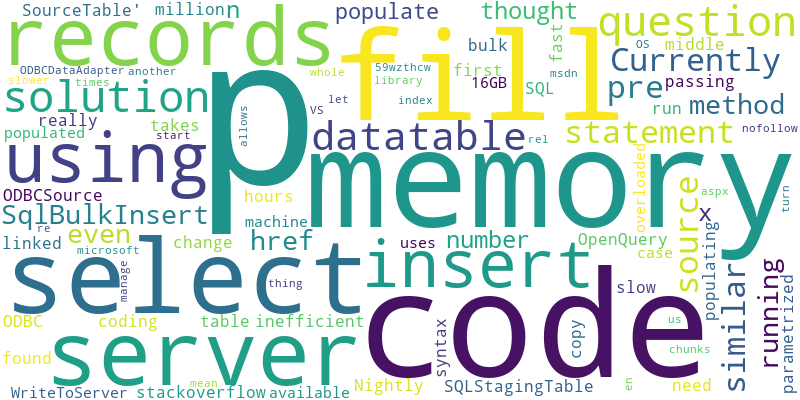 SourceTable' million n populate thought question
records fill bulk fast OS middle
ODBCDataAdapter another 59wzthcw first msdn Currently
slower times whole library 16GB SQL pre passing
solution p VS let index run method
really takes allows datatable rel statement nofollow
populated start
using memory
ODBCSource hours overloaded source x aspx turn
SqlBulkInsert machine
linked even change href uses number OpenQuery case
re microsoft
select manage thing insert slow us populating similar running parametrized
server code syntax copy chunks
ODBC coding table inefficient
found mean Nightly en need
WriteToServer stackoverflow available SQLStagingTable